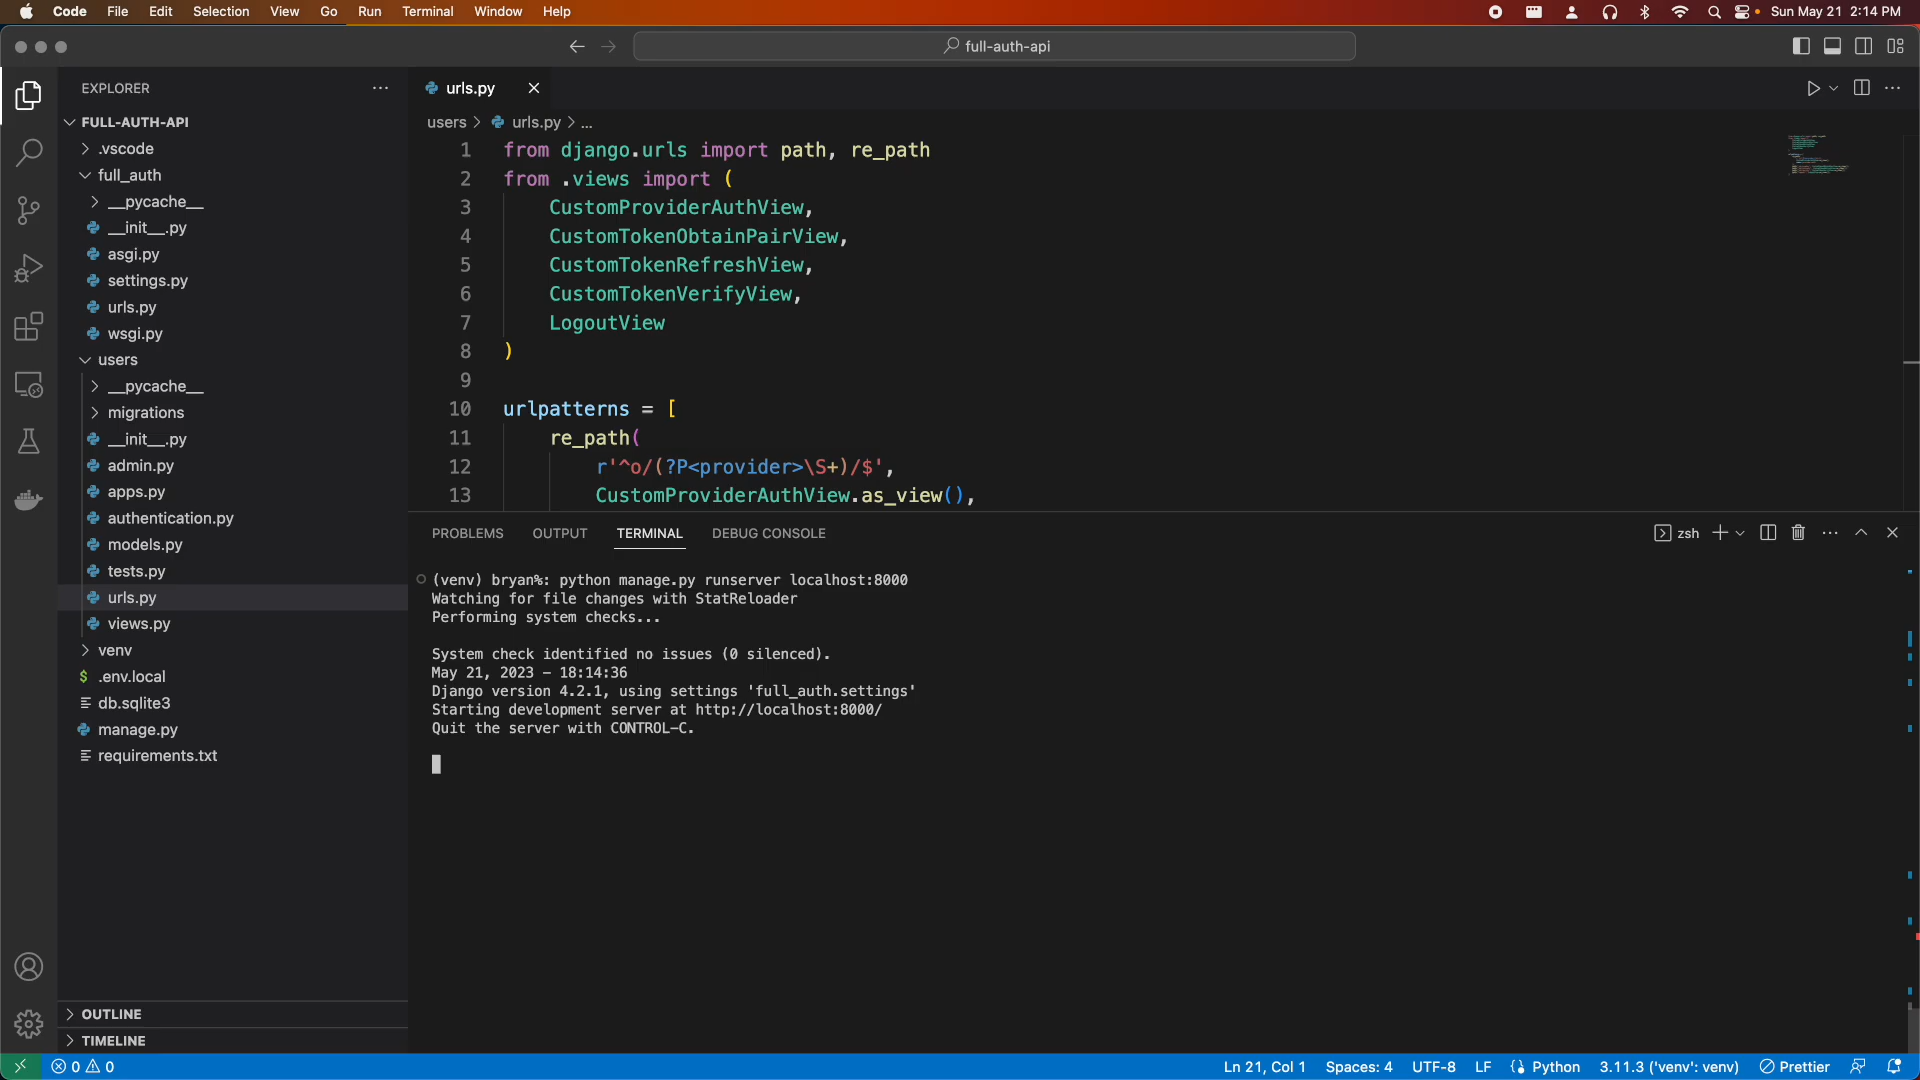 Code File Edit Selection View Go Run Terminal Window Help Sun May 21 2:14 PM
full-auth-api
EXPLORER
FULL-AUTH-API
.vscode
full_auth
__pycache__
__init__.py
asgi.py
settings.py
urls.py
wsgi.py
users
__pycache__
migrations
__init__.py
admin.py
apps.py
authentication.py
models.py
tests.py
urls.py
views.py
venv
$ .env.local
db.sqlite3
manage.py
requirements.txt
OUTLINE
TIMELINE
urls.py
users > urls.py > ...
1 from django.urls import path, re_path
2 from .views import (
3 CustomProviderAuthView,
4 CustomTokenObtainPairView,
5 CustomTokenRefreshView,
6 CustomTokenVerifyView,
7 LogoutView
8 )
9
10 urlpatterns = [
11 re_path(
12 r'^o/(?P<provider>\S+)/$',
13 CustomProviderAuthView.as_view(),
PROBLEMS OUTPUT TERMINAL DEBUG CONSOLE zsh
(venv) bryan%: python manage.py runserver localhost:8000
Watching for file changes with StatReloader
Performing system checks...
System check identified no issues (0 silenced).
May 21, 2023 - 18:14:36
Django version 4.2.1, using settings 'full_auth.settings'
Starting development server at http://localhost:8000/
Quit the server with CONTROL-C.
0 0 Ln 21, Col 1 Spaces: 4 UTF-8 LF Python 3.11.3 ('venv': venv) Prettier